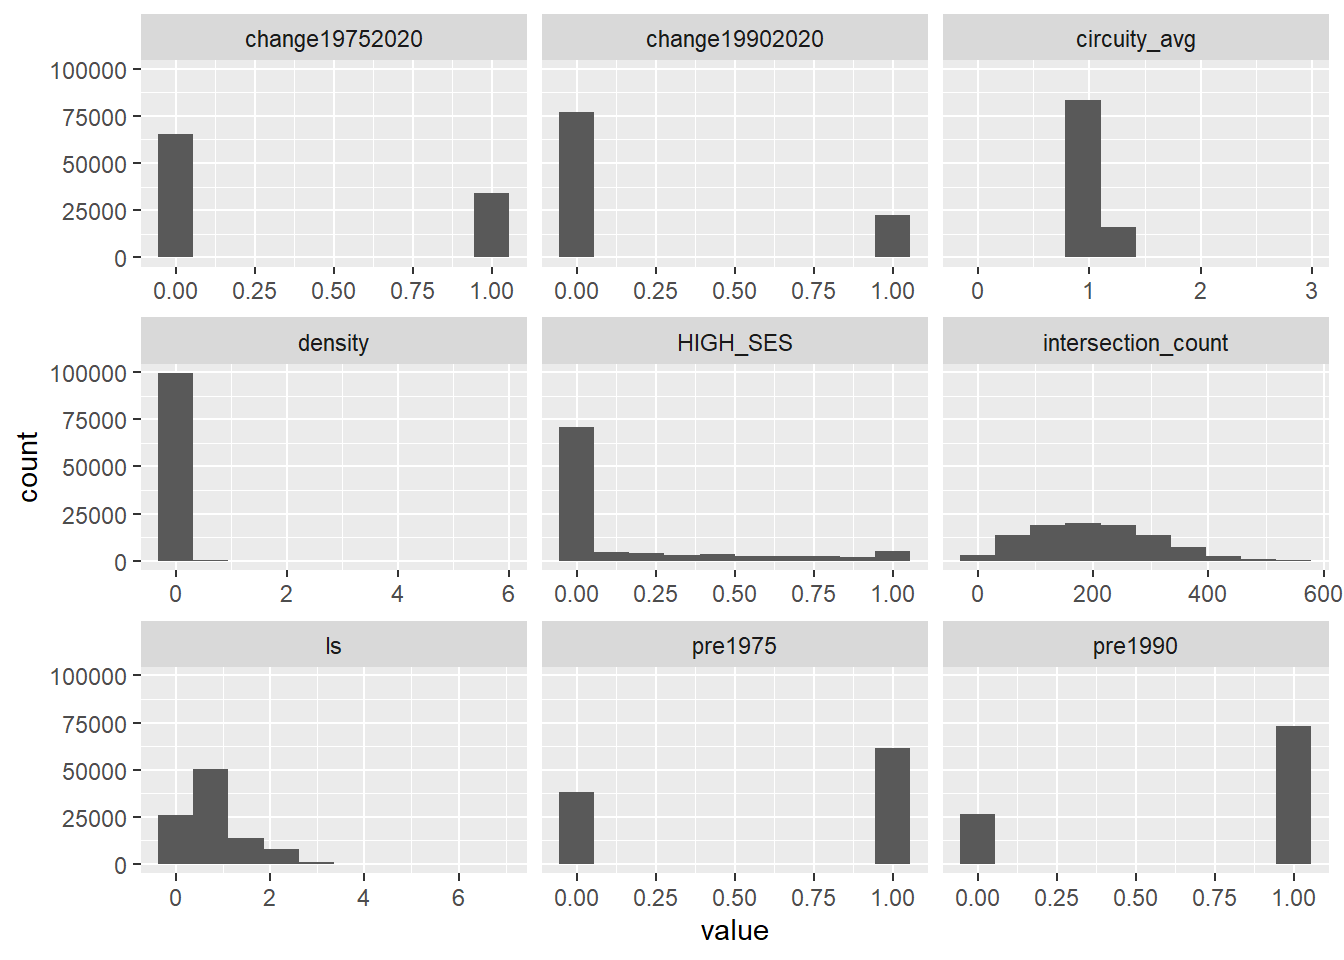 change19752020 change19902020 circuity_avg
100000
75000
50000
25000
0
0.00 0.25 0.50 0.75 1.00 0.00 0.25 0.50 0.75 1.00 0 1 2 3
density HIGH_SES intersection_count
100000
75000
50000
25000
0
0 2 4 6 0.00 0.25 0.50 0.75 1.00 0 200 400 600
count
ls pre1975 pre1990
100000
75000
50000
25000
0
0 2 4 6 0.00 0.25 0.50 0.75 1.00 0.00 0.25 0.50 0.75 1.00
value